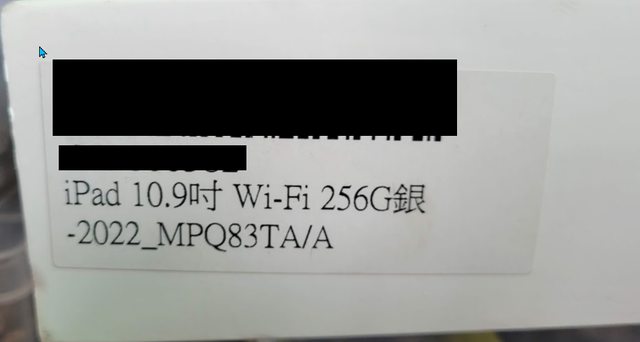 iPad 10.9吋 Wi-Fi 256G銀
-2022_MPQ83TA/A